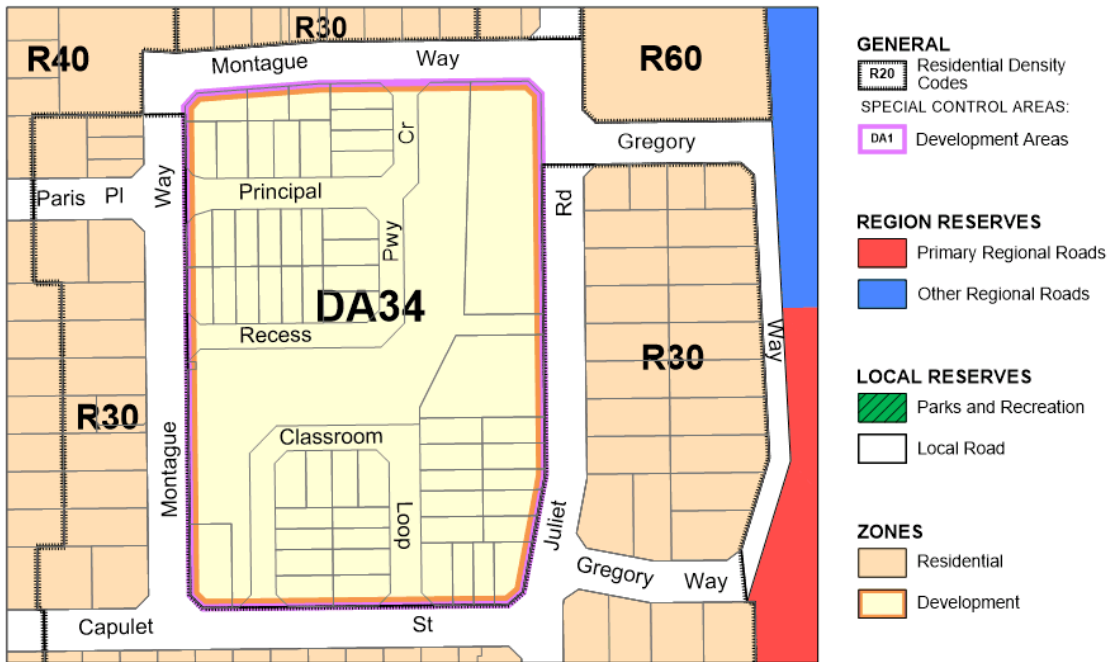 R30
R40
R60
Montague Way
Gregory
Cr
Principal
Way
Paris Pl
Rd
Pwy
DA34
Recess
Way
R30
R30
Classroom
Montague
Loop
Juliet
Gregory Way
Capulet St
GENERAL
R20
Residential Density
Codes
SPECIAL CONTROL AREAS:
DA1
Development Areas
REGION RESERVES
Primary Regional Roads
Other Regional Roads
LOCAL RESERVES
Parks and Recreation
Local Road
ZONES
Residential
Development